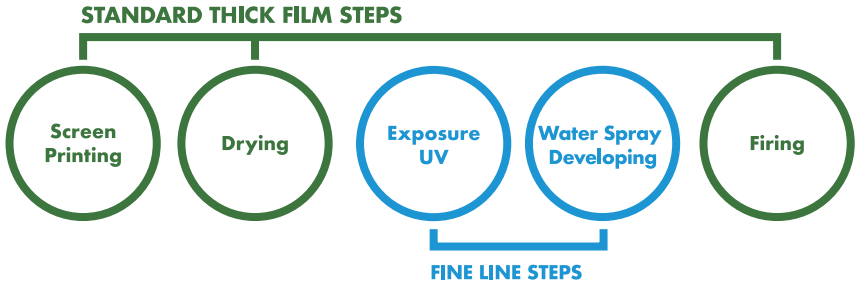 STANDARD THICK FILM STEPS
Screen
Printing
Drying
Exposure
UV
Water Spray
Developing
Firing
FINE LINE STEPS